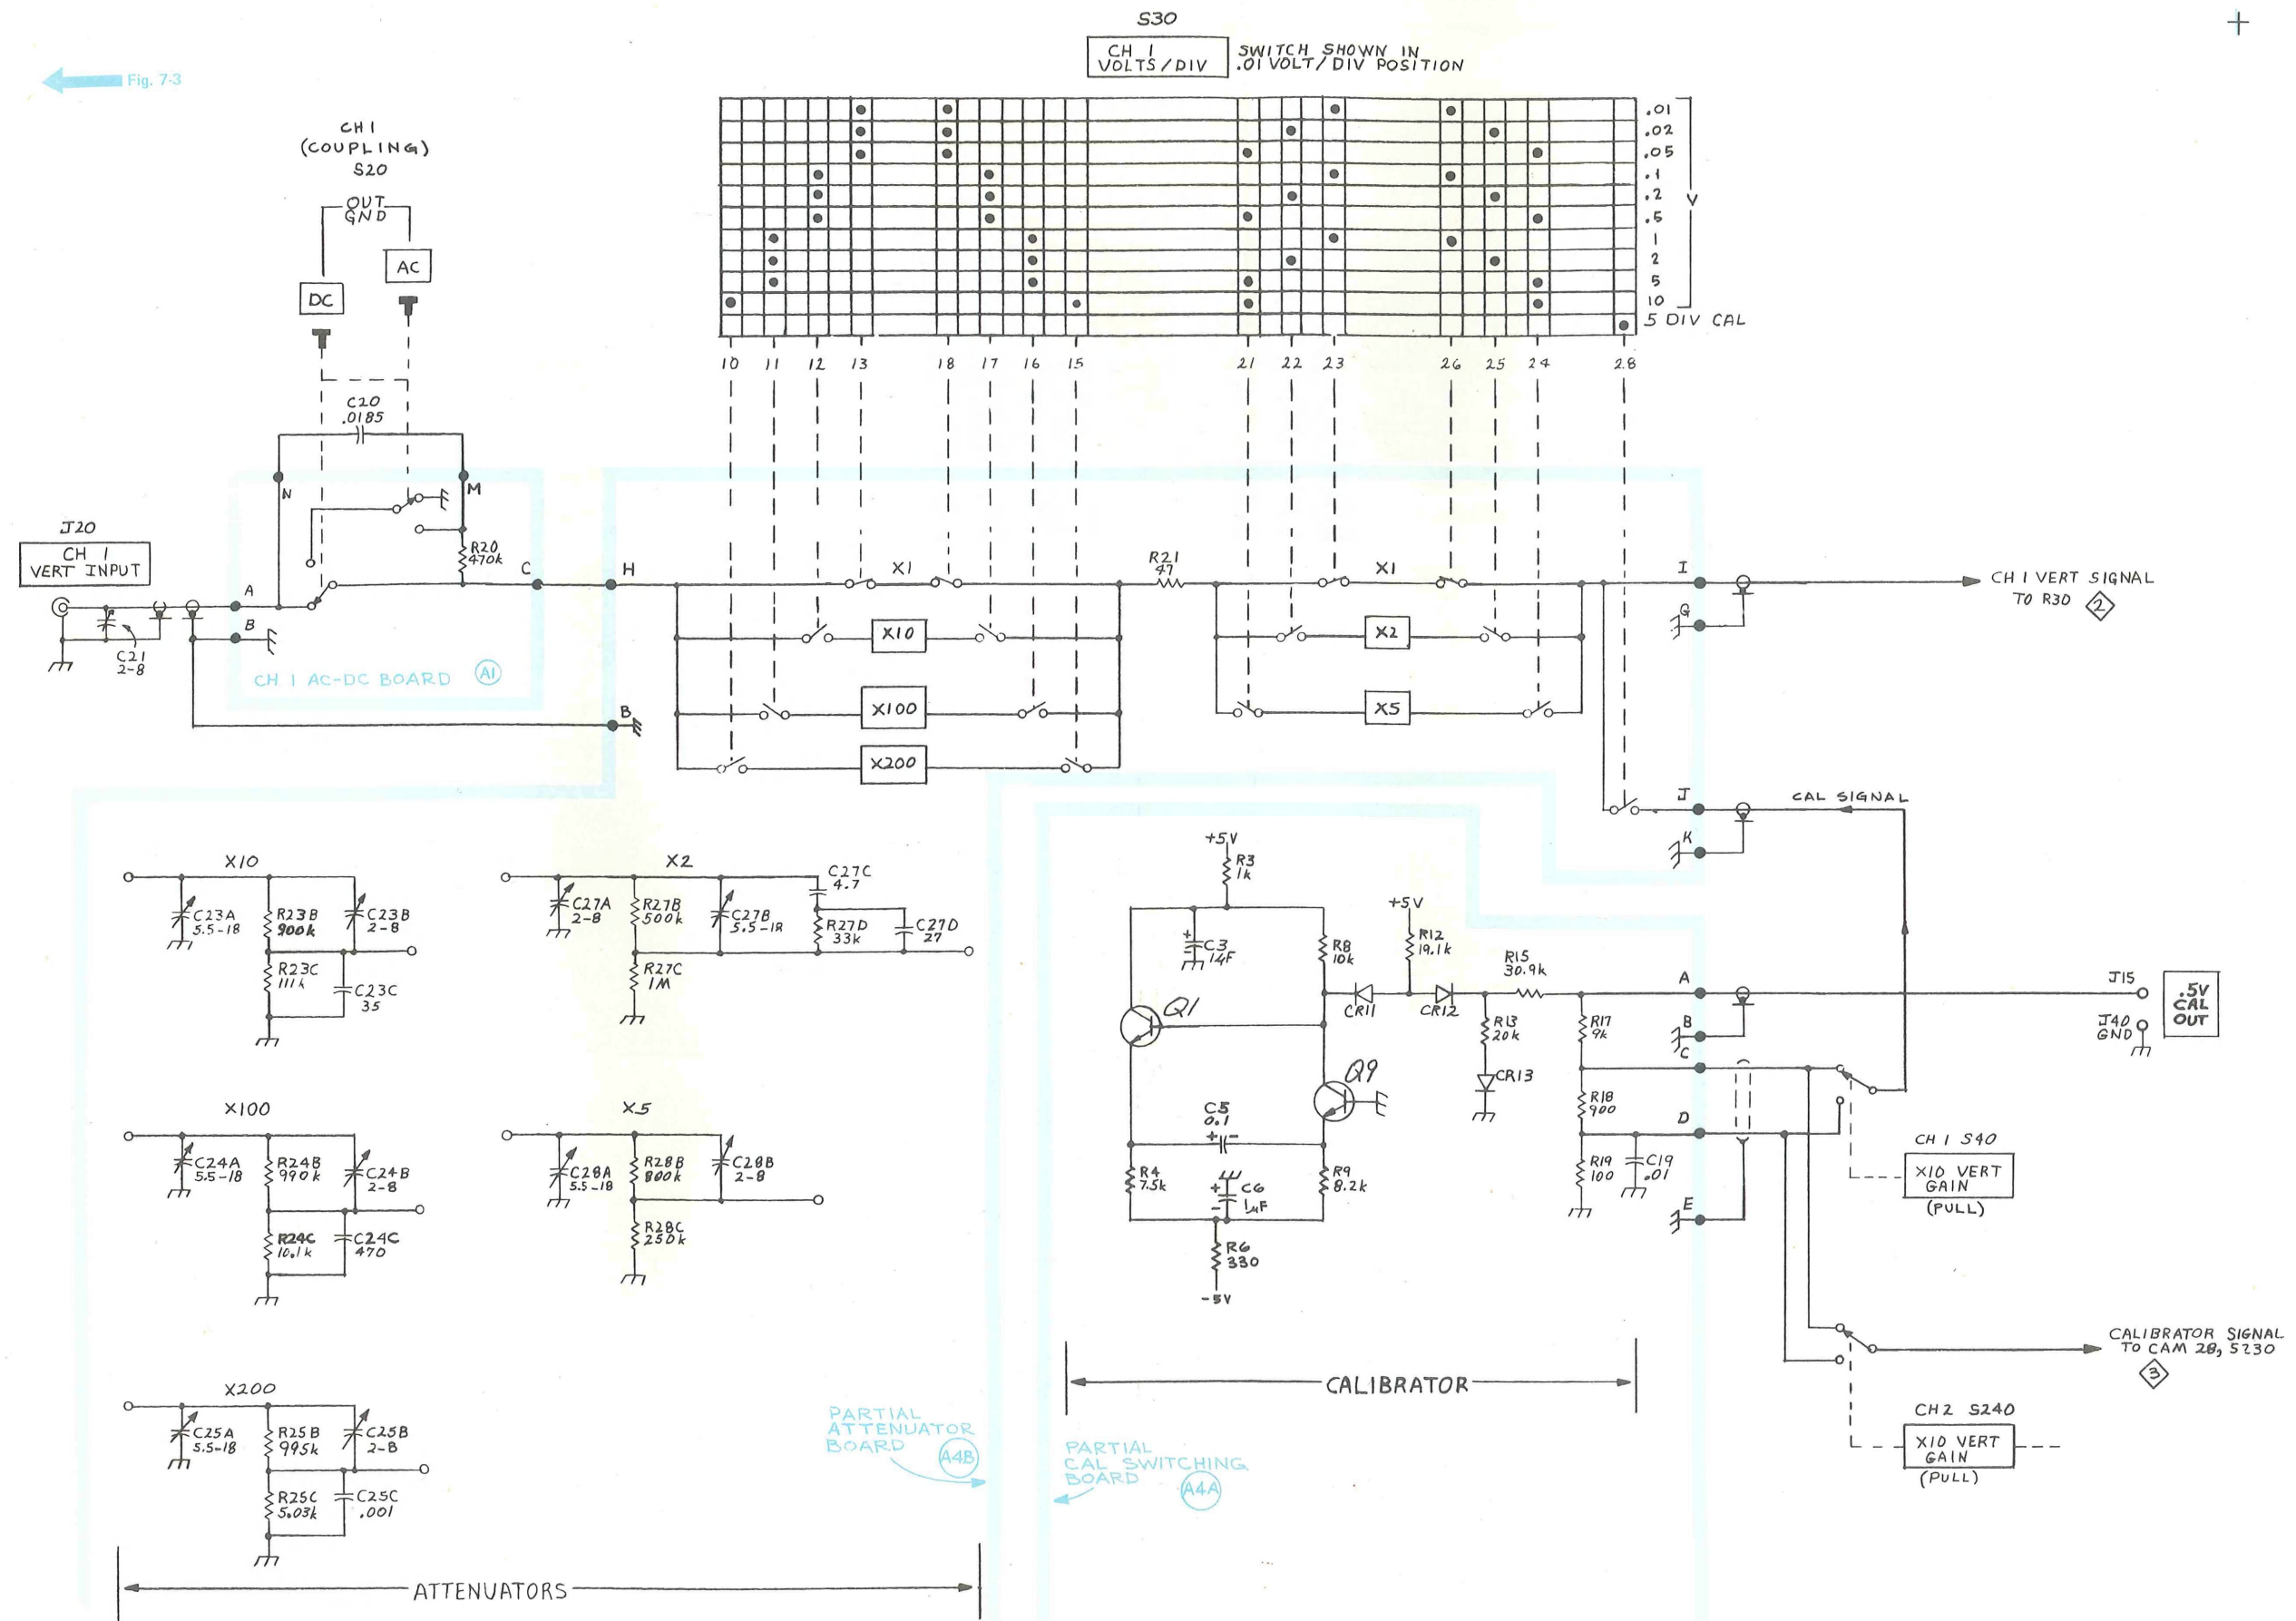 S30
CH 1
VOLTS/DIV
SWITCH SHOWN IN
.01 VOLT/DIV POSITION
Fig. 7-3
CH 1
(COUPLING)
S20
OUT
GND
AC
DC
.01
.02
.05
.1
.2
.5
1
2
5
10
V
5 DIV CAL
10 11 12 13 18 17 16 15 21 22 23 26 25 24 28
C20
.0185
N
M
J20
CH 1
VERT INPUT
R20
470k
A
B
C
H
C21
2-8
CH 1 AC-DC BOARD A1
B
X1
X10
X100
X200
R21
47
X1
X2
X5
I
G
CH 1 VERT SIGNAL
TO R30 2
J
K
CAL SIGNAL
X10
C23A
5.5-18
R23B
900k
C23B
2-8
R23C
111k
C23C
35
X2
C27A
2-8
R27B
500k
C27B
5.5-18
C27C
4.7
R27D
33k
C27D
27
R27C
1M
X100
C24A
5.5-18
R24B
990k
C24B
2-8
R24C
10.1k
C24C
470
X5
C28A
5.5-18
R28B
800k
C28B
2-8
R28C
250k
X200
C25A
5.5-18
R25B
995k
C25B
2-8
R25C
5.03k
C25C
.001
ATTENUATORS
PARTIAL
ATTENUATOR
BOARD
A4B
PARTIAL
CAL SWITCHING
BOARD
A4A
+5V
R3
1k
+
-
C3
1µF
R8
10k
+5V
R12
19.1k
R15
30.9k
Q1
CR11
CR12
R13
20k
CR13
Q9
C5
0.1
+ -
R4
7.5k
+
-
C6
1µF
R9
8.2k
R6
330
-5V
R17
9k
R18
900
R19
100
C19
.01
A
B
C
D
E
J15
J40
GND
.5V
CAL
OUT
CH 1 S40
X10 VERT
GAIN
(PULL)
CALIBRATOR
CALIBRATOR SIGNAL
TO CAM 28, S230
3
CH2 S240
X10 VERT
GAIN
(PULL)